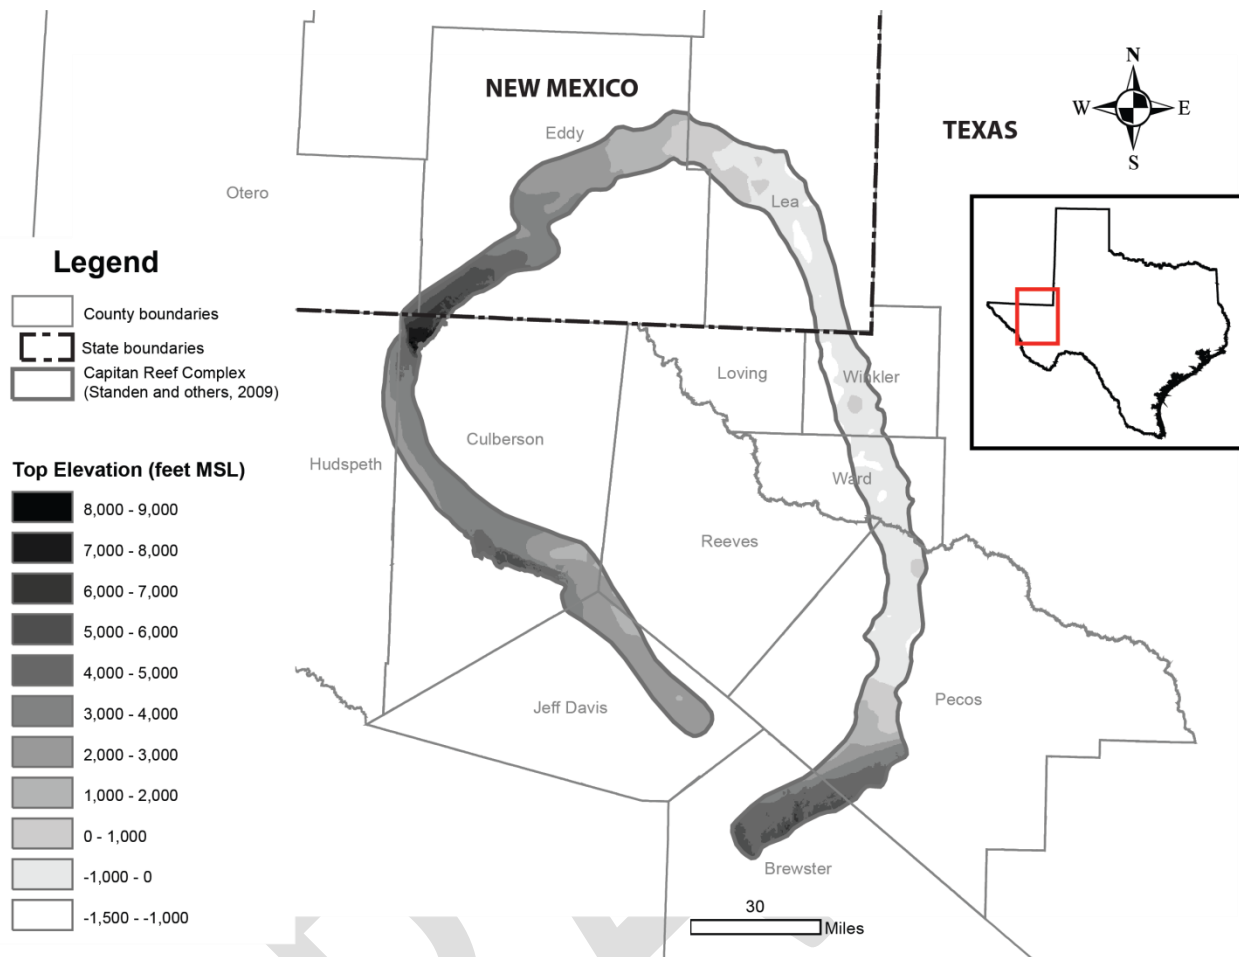 NEW MEXICO
Eddy
TEXAS
N
W
E
S
Otero
Lea
Legend
County boundaries
State boundaries
Capitan Reef Complex
(Standen and others, 2009)
Loving
Winkler
Culberson
Hudspeth
Ward
Reeves
Top Elevation (feet MSL)
8,000 - 9,000
7,000 - 8,000
6,000 - 7,000
5,000 - 6,000
4,000 - 5,000
3,000 - 4,000
2,000 - 3,000
1,000 - 2,000
0 - 1,000
-1,000 - 0
-1,500 - -1,000
Jeff Davis
Pecos
Brewster
30
Miles